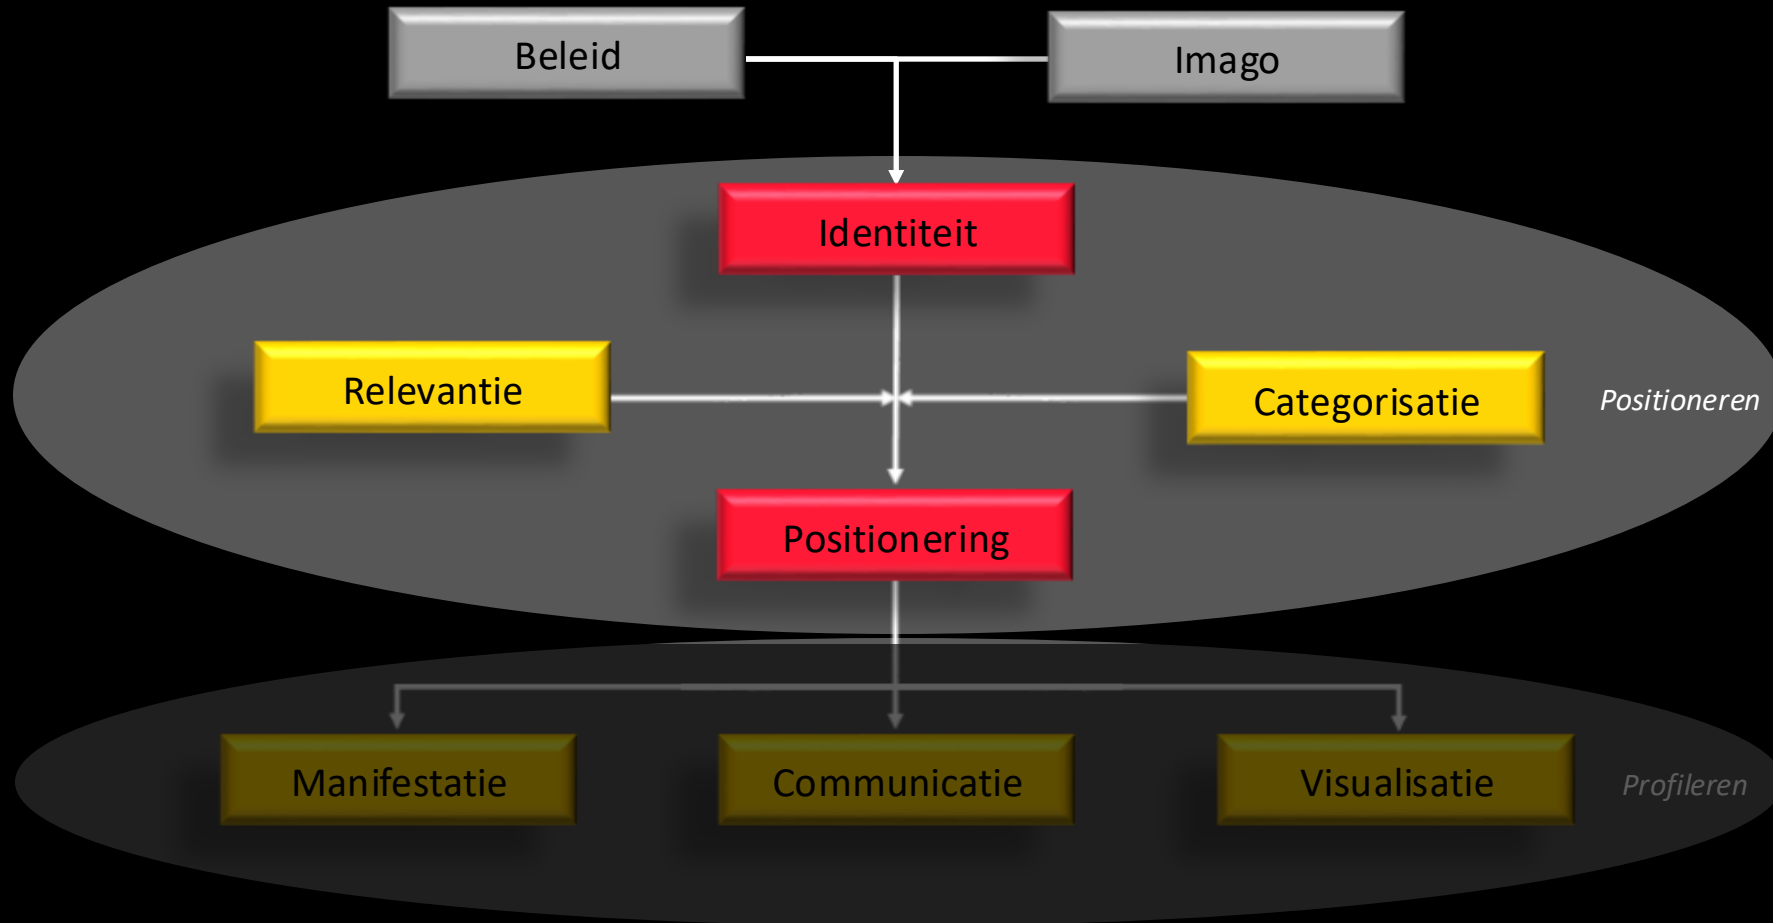 Beleid
Imago
Identiteit
Relevantie
Categorisatie
Positioneren
Positionering
Manifestatie
Communicatie
Visualisatie
Profileren